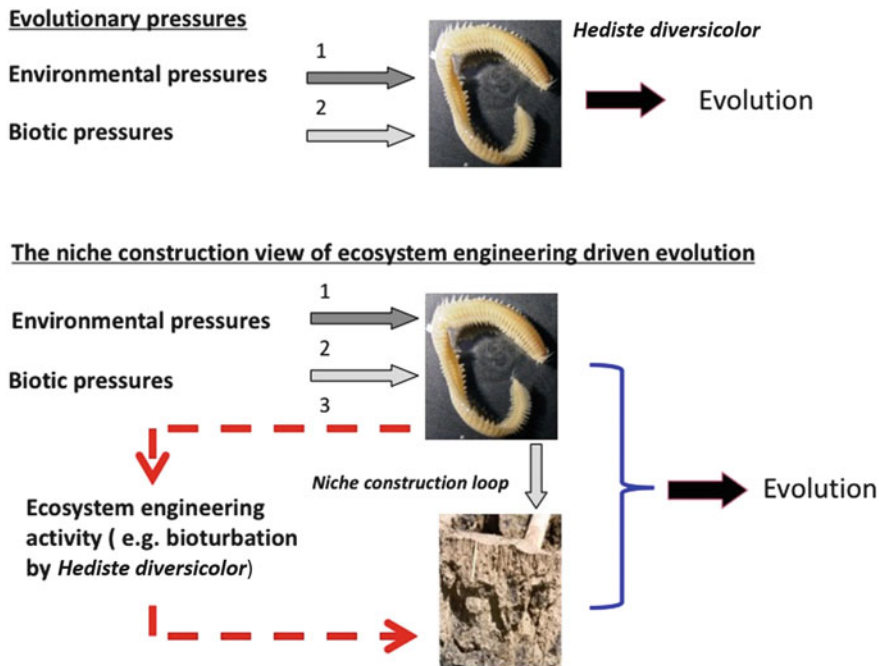 Evolutionary pressures
Hediste diversicolor
1
Environmental pressures
2
Evolution
Biotic pressures
The niche construction view of ecosystem engineering driven evolution
1
Environmental pressures
2
Biotic pressures
3
Niche construction loop
Evolution
Ecosystem engineering
activity ( e.g. bioturbation
by Hediste diversicolor)